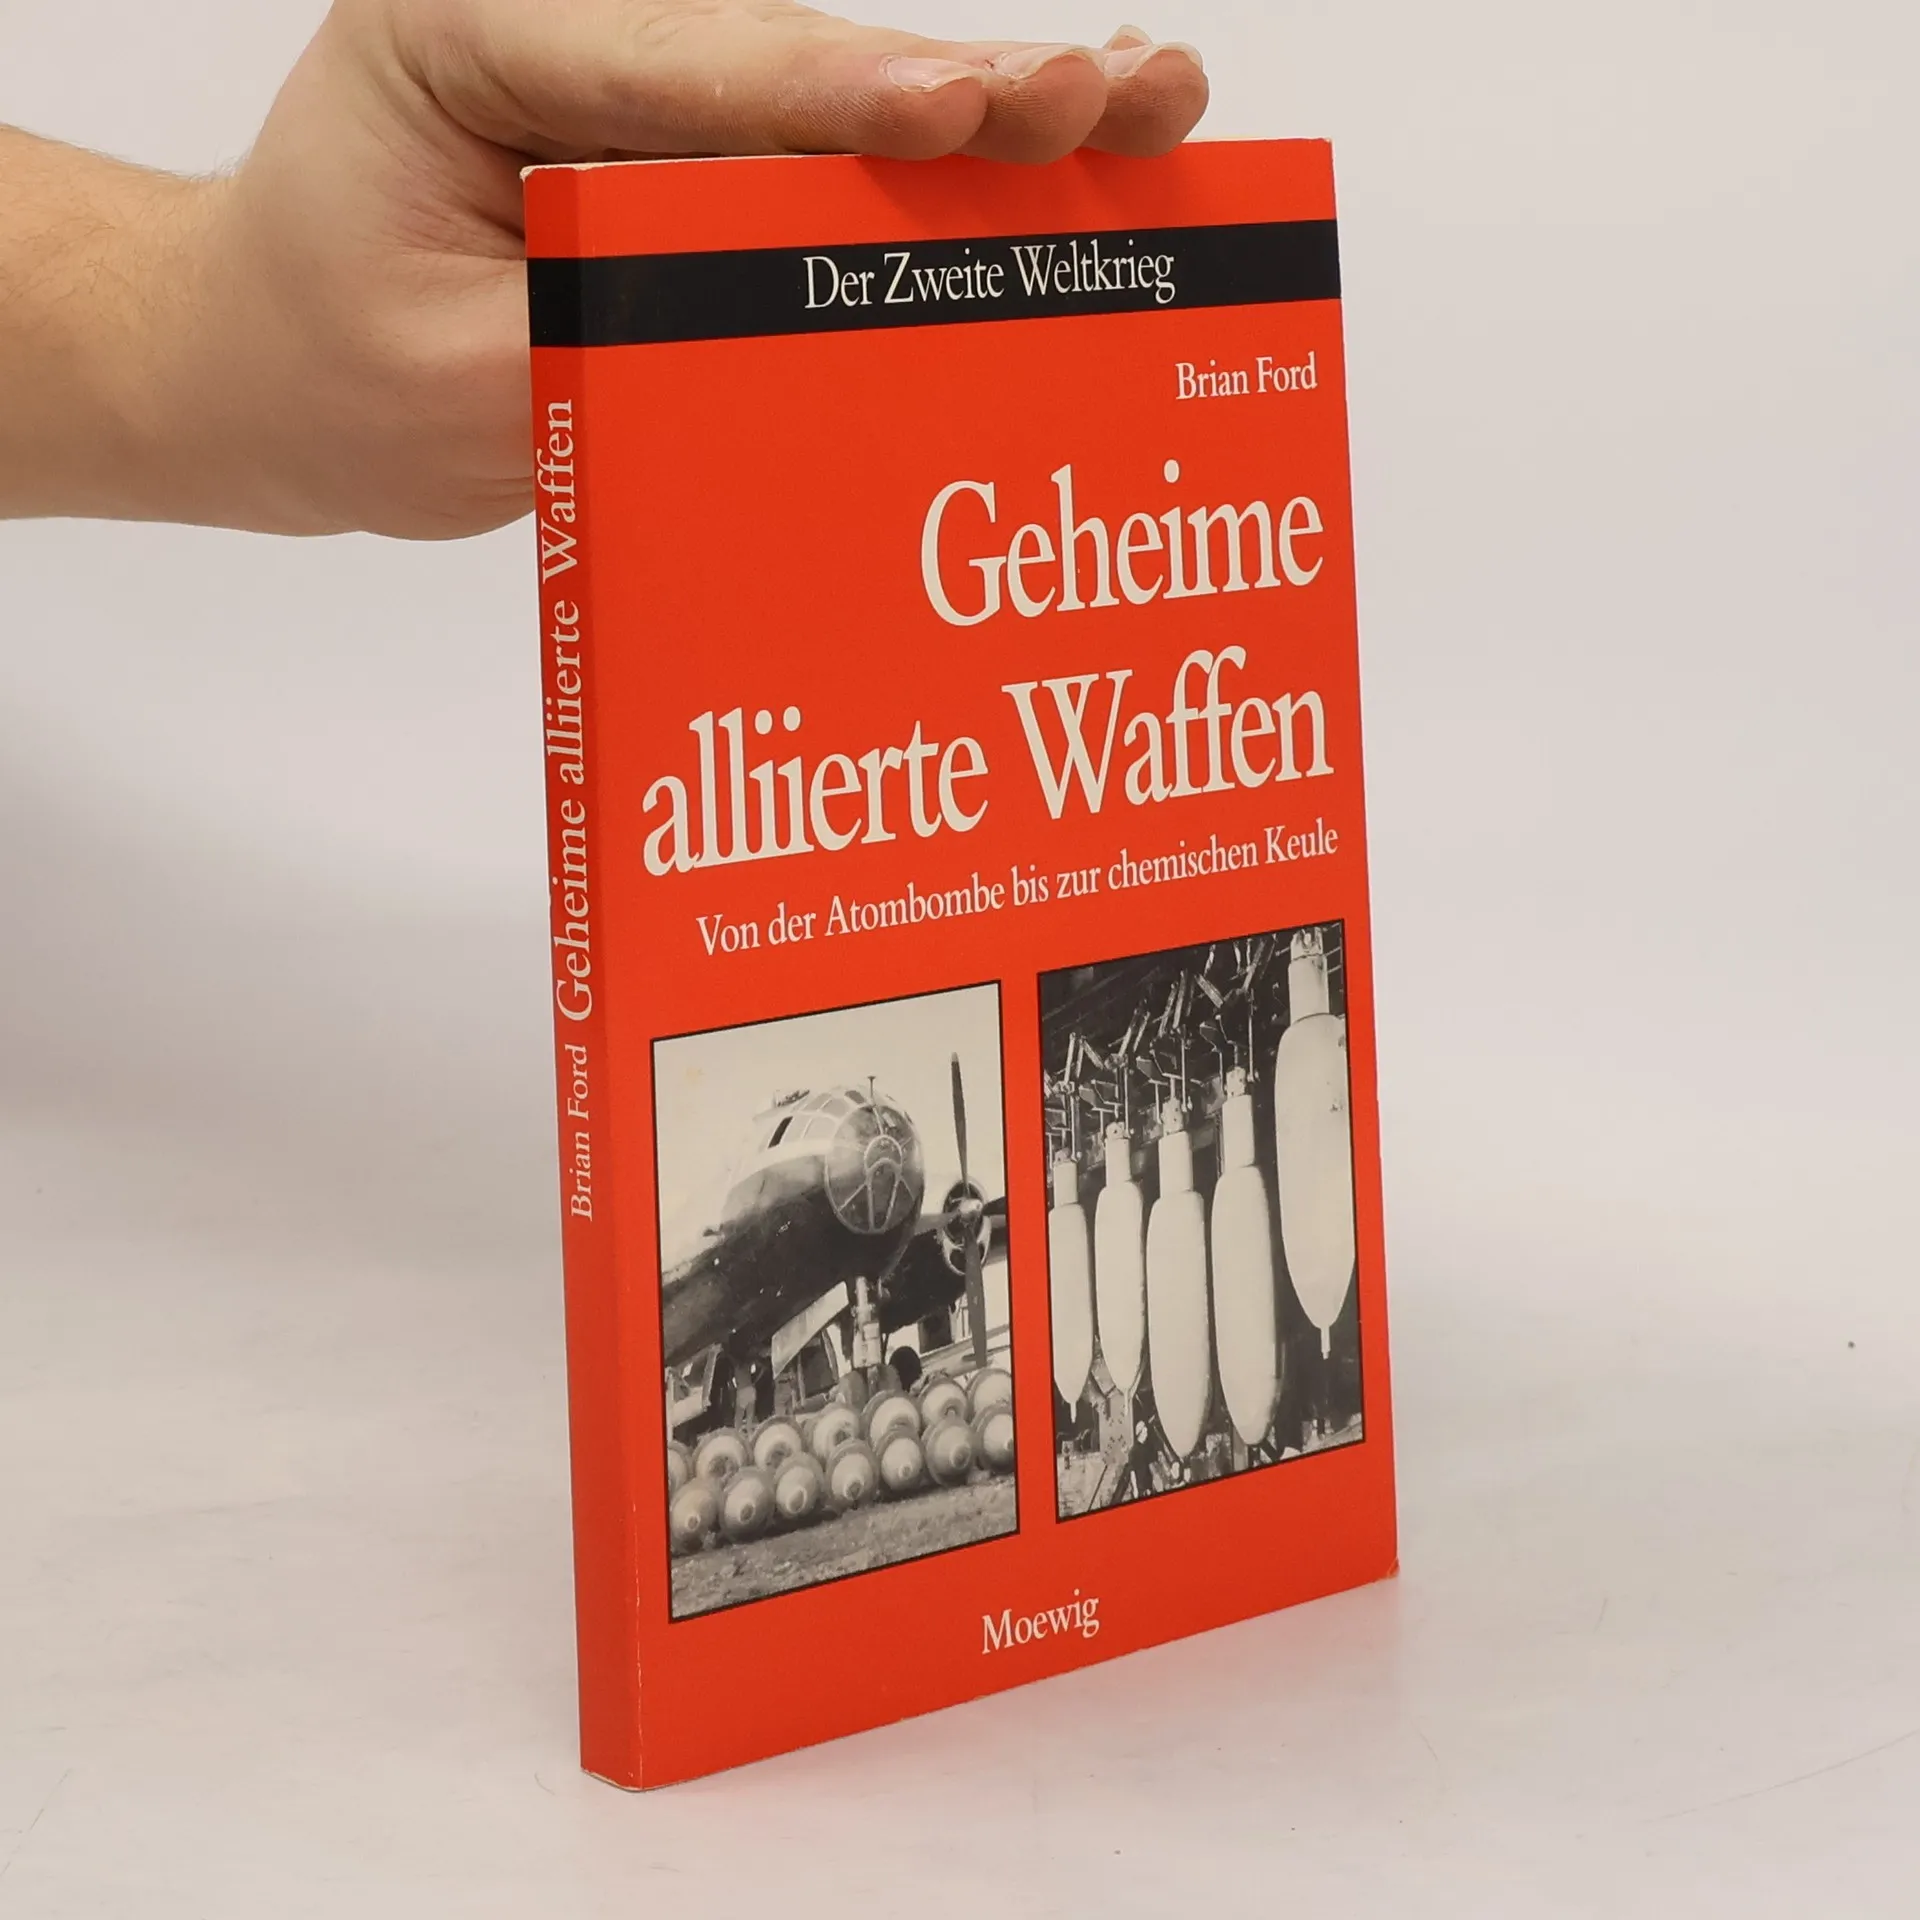 Der Zweite Weltkrieg
Brian Ford
Geheime
alliierte Waffen
Von der Atombombe bis zur chemischen Keule
Moewig
Brian Ford Geheime alliierte Waffen